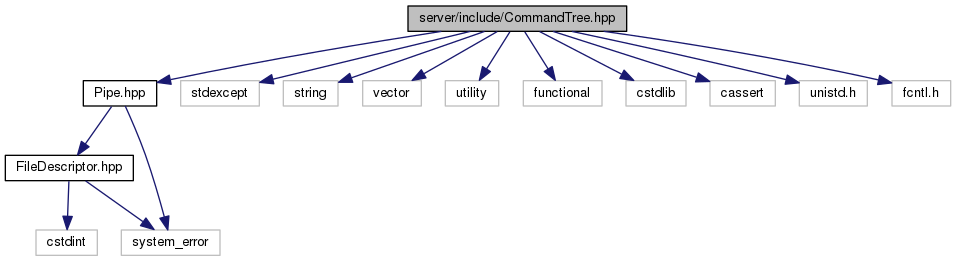 server/include/CommandTree.hpp
Pipe.hpp
stdexcept
string
vector
utility
functional
cstdlib
cassert
unistd.h
fcntl.h
FileDescriptor.hpp
cstdint
system_error